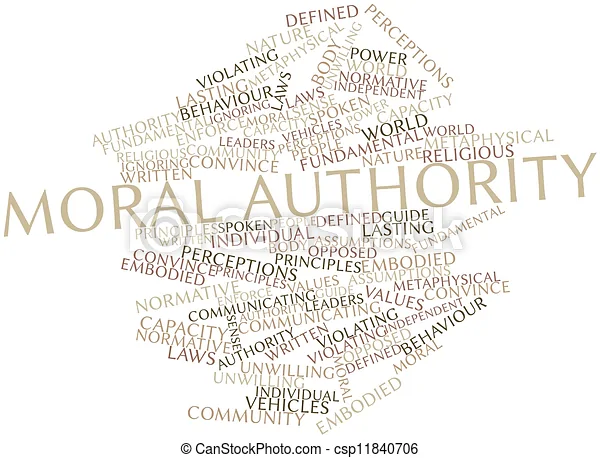 DEFINED
PERCEPTIONS
NATURE
METAPHYSICAL
UNWILLING
VIOLATING
BODY
POWER
WORLD
LASTING
LAWS
NORMATIVE
BEHAVIOUR
INDEPENDENT
IGNORING
LAWS
AUTHORITY
MORAL
SENSE
SPOKEN
POWER
CAPACITY
FUNDAMENTAL
ENFORCE
CAPACITY
VEHICLES
WORLD
LEADERS
PERCEPTIONS
PEOPLE
FUNDAMENTAL
WORLD
METAPHYSICAL
RELIGIOUS
COMMUNITY
IGNORING
CONVINCE
NATURE
RELIGIOUS
WRITTEN
MORAL AUTHORITY
PRINCIPLES
SPOKEN
PEOPLE
DEFINED
GUIDE
WRITTEN
INDIVIDUAL
ASSUMPTIONS
LASTING
FUNDAMENTAL
BODY
OPPOSED
CONVINCE
PERCEPTIONS
PRINCIPLES
EMBODIED
EMBODIED
PRINCIPLES
VALUES
ASSUMPTIONS
METAPHYSICAL
NORMATIVE
ENFORCE
GUIDE
VALUES
CONVINCE
COMMUNICATING
LEADERS
AUTHORITY
COMMUNICATING
INDEPENDENT
BEHAVIOUR
CAPACITY
SENSE
VIOLATING
NORMATIVE
AUTHORITY
WRITTEN
VIOLATING
OPPOSED
LAWS
DEFINED
MORAL
UNWILLING
UNWILLING
MORAL
EMBODIED
INDIVIDUAL
VEHICLES
COMMUNITY
© CanStockPhoto.com - csp11840706